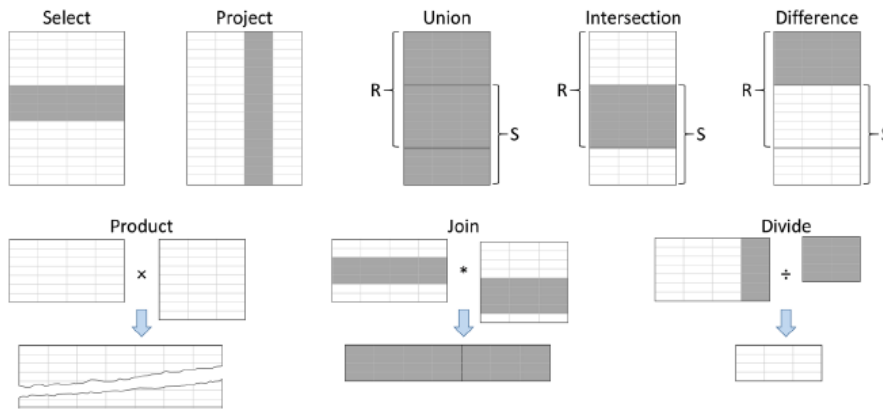 Select
Project
Union
Intersection
Difference
R
S
R
S
R
S
Product
Join
Divide
×
*
÷